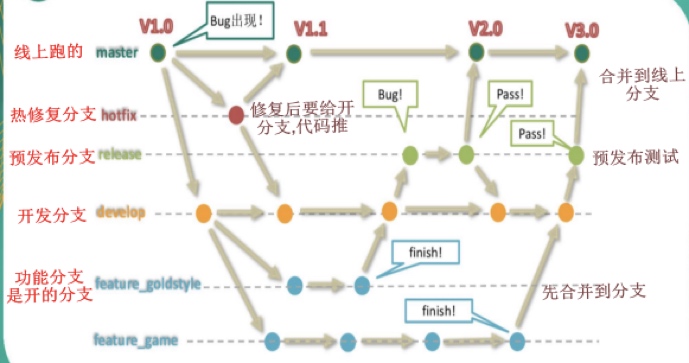 V1.0
Bug出现！
V1.1
V2.0
V3.0
线上跑的
master
合并到线上
分支
热修复分支
hotfix
修复后要给开
分支,代码推
Bug!
Pass!
Pass!
预发布分支
release
预发布测试
开发分支
develop
功能分支
是开的分支
feature_goldstyle
finish!
先合并到分支
finish!
feature_game